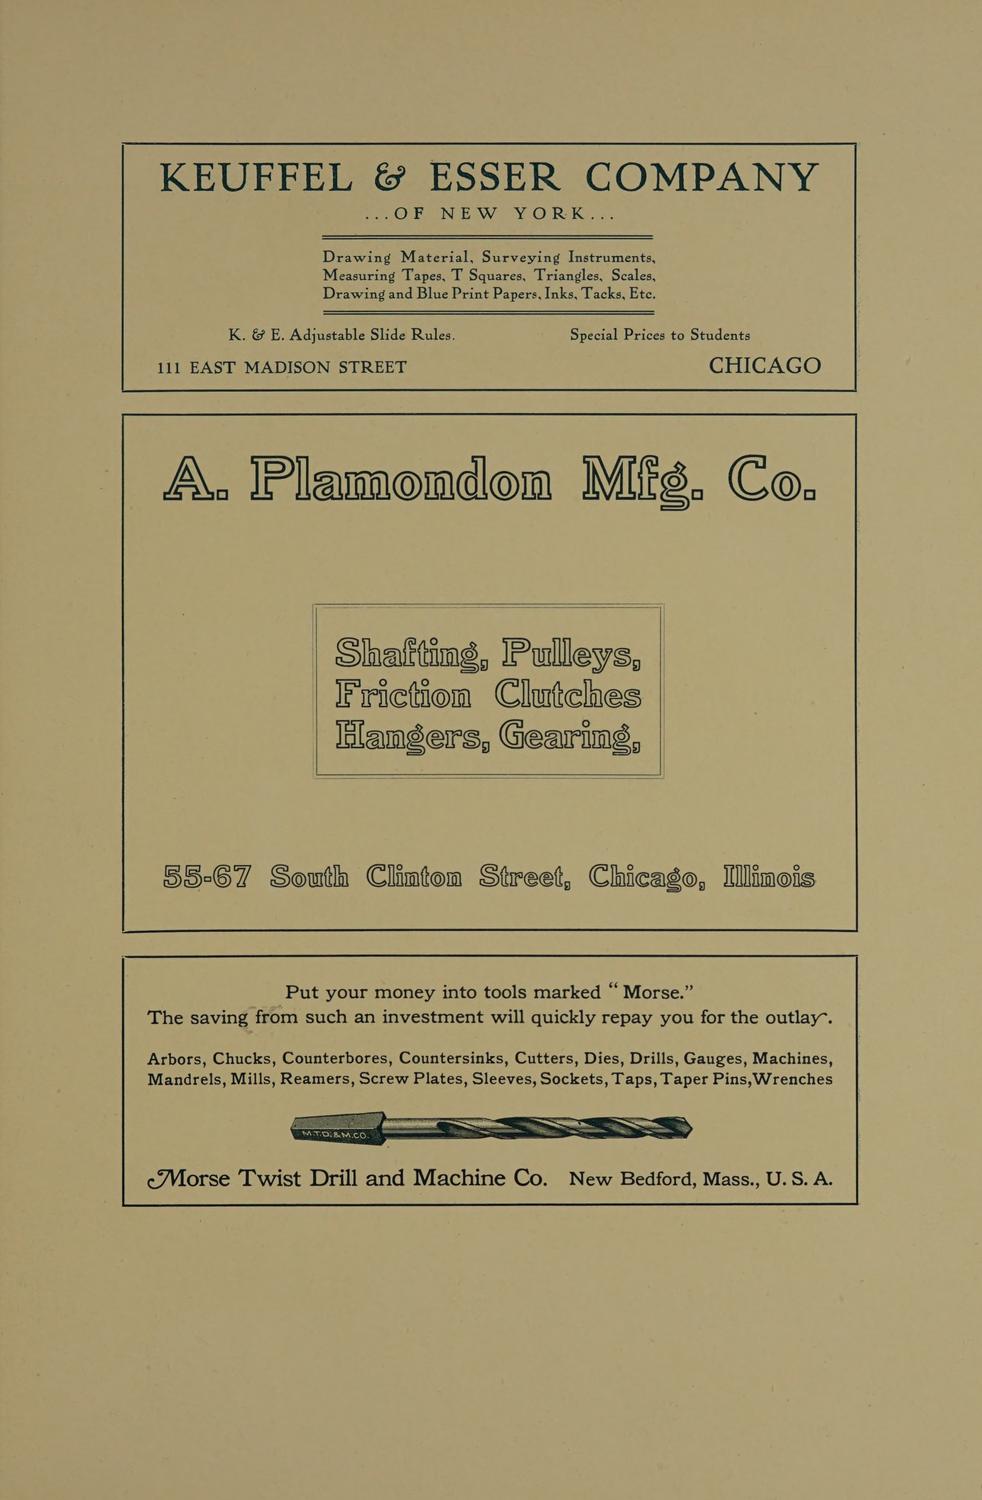 KEUFFEL & ESSER COMPANY
...OF NEW YORK...
Drawing Material, Surveying Instruments,
Measuring Tapes, T Squares, Triangles, Scales,
Drawing and Blue Print Papers, Inks, Tacks, Etc.
K. & E. Adjustable Slide Rules. Special Prices to Students
111 EAST MADISON STREET CHICAGO
A. Plamondon Mfg. Co.
Shafting, Pulleys,
Friction Clutches
Hangers, Gearing,
55-67 South Clinton Street, Chicago, Illinois
Put your money into tools marked “Morse.”
The saving from such an investment will quickly repay you for the outlay.
Arbors, Chucks, Counterbores, Countersinks, Cutters, Dies, Drills, Gauges, Machines,
Mandrels, Mills, Reamers, Screw Plates, Sleeves, Sockets, Taps, Taper Pins, Wrenches
M.T.D.&M.CO.
Morse Twist Drill and Machine Co. New Bedford, Mass., U. S. A.